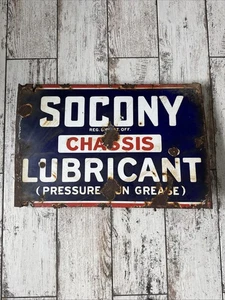 SOCONY
REG. U.S. PAT. OFF.
CHASSIS
LUBRICANT
(PRESSURE GUN GREASE)